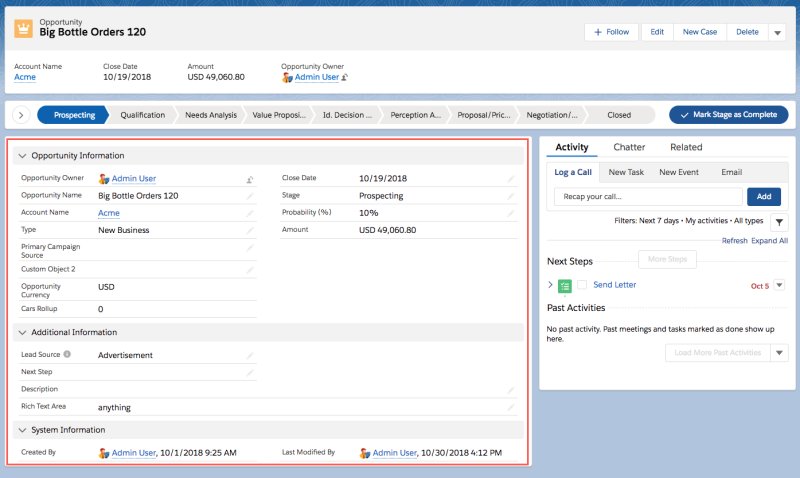 Opportunity
Big Bottle Orders 120
+ Follow
Edit
New Case
Delete
Account Name
Close Date
Amount
Opportunity Owner
Acme
10/19/2018
USD 49,060.80
Admin User
Prospecting
Qualification
Needs Analysis
Value Proposi...
Id. Decision ...
Perception A...
Proposal/Pric...
Negotiation/...
Closed
Mark Stage as Complete
Opportunity Information
Opportunity Owner
Admin User
Close Date
10/19/2018
Opportunity Name
Big Bottle Orders 120
Stage
Prospecting
Account Name
Acme
Probability (%)
10%
Type
New Business
Amount
USD 49,060.80
Primary Campaign
Source
Custom Object 2
Opportunity
Currency
USD
Cars Rollup
0
Additional Information
Lead Source
Advertisement
Next Step
Description
Rich Text Area
anything
System Information
Created By
Admin User, 10/1/2018 9:25 AM
Last Modified By
Admin User, 10/30/2018 4:12 PM
Activity
Chatter
Related
Log a Call
New Task
New Event
Email
Recap your call...
Add
Filters: Next 7 days • My activities • All types
Refresh Expand All
Next Steps
More Steps
Send Letter
Oct 5
Past Activities
No past activity. Past meetings and tasks marked as done show up
here.
Load More Past Activities